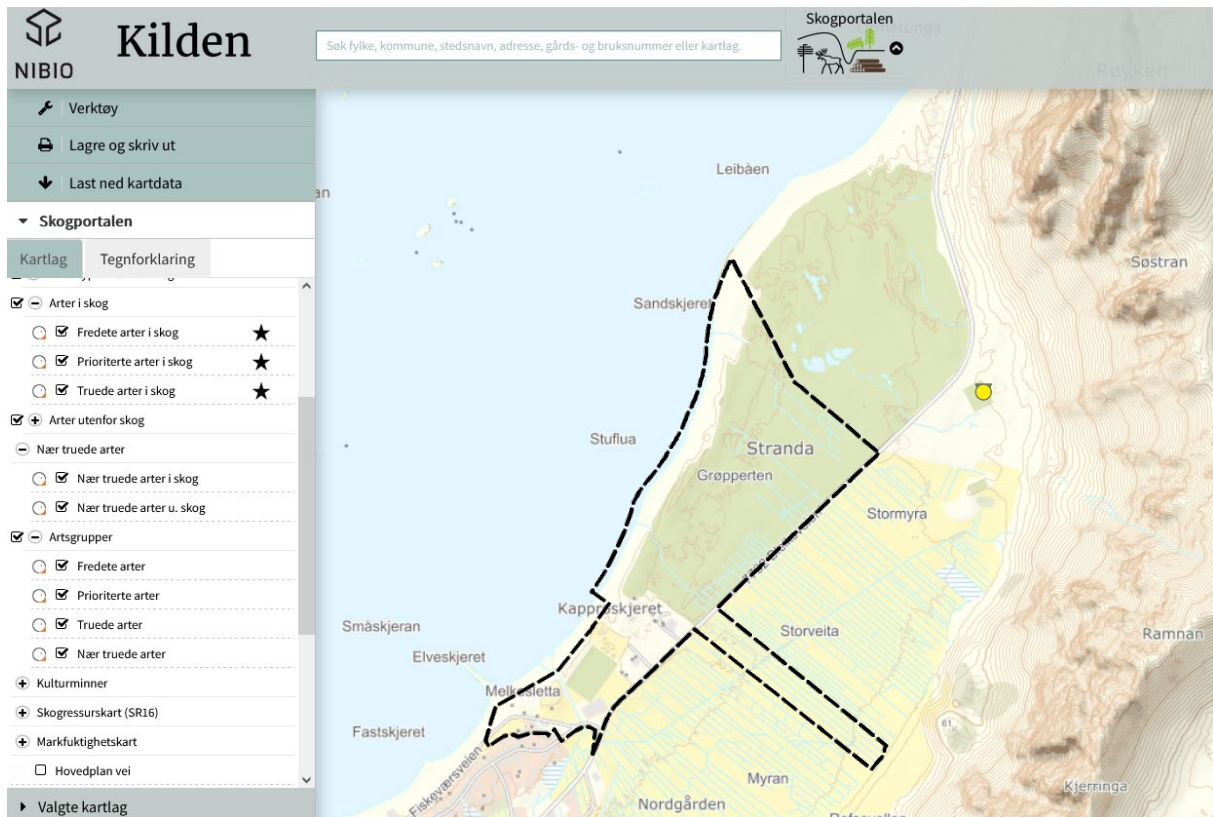 NIBIO
Kilden
Søk fylke, kommune, stedsnavn, adresse, gårds- og bruksnummer eller kartlag.
Skogportalen
Røyken
Verktøy
Lagre og skriv ut
Last ned kartdata
Skogportalen
Kartlag
Tegnforklaring
Arter i skog
Fredete arter i skog
Prioriterte arter i skog
Truede arter i skog
Arter utenfor skog
Nær truede arter
Nær truede arter i skog
Nær truede arter u. skog
Artsgrupper
Fredete arter
Prioriterte arter
Truede arter
Nær truede arter
Kulturminner
Skogressurskart (SR16)
Markfuktighetskart
Hovedplan vei
Valgte kartlag
Leibåen
an
Søstran
Sandskjeret
Stuflua
Stranda
Grøpperten
Stormyra
Småskjeran
Storveita
Ramnan
Elveskjeret
Melkesletta
Fastskjeret
61
Myran
Kjerringa
Fiskeværsveien
Nordgården